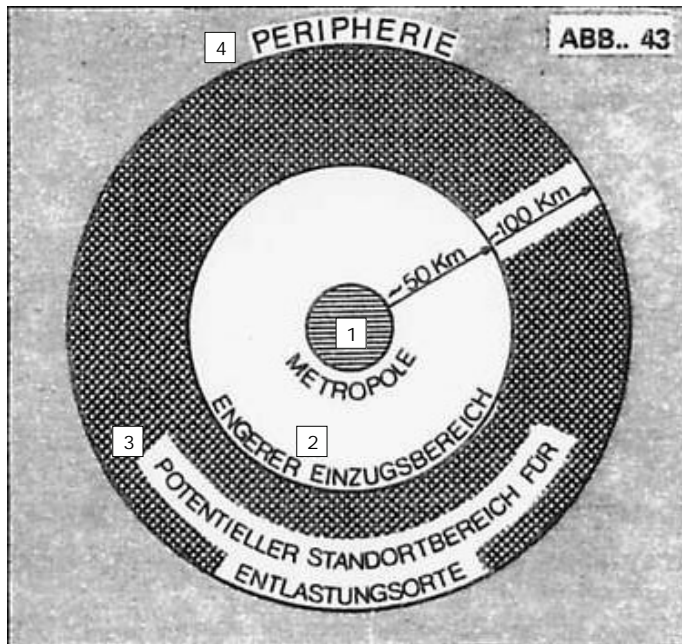 4 PERIPHERIE
ABB.. 43
~100 Km
~50 Km
1
METROPOLE
2
ENGERER EINZUGSBEREICH
3
POTENTIELLER STANDORTBEREICH FÜR
ENTLASTUNGSORTE